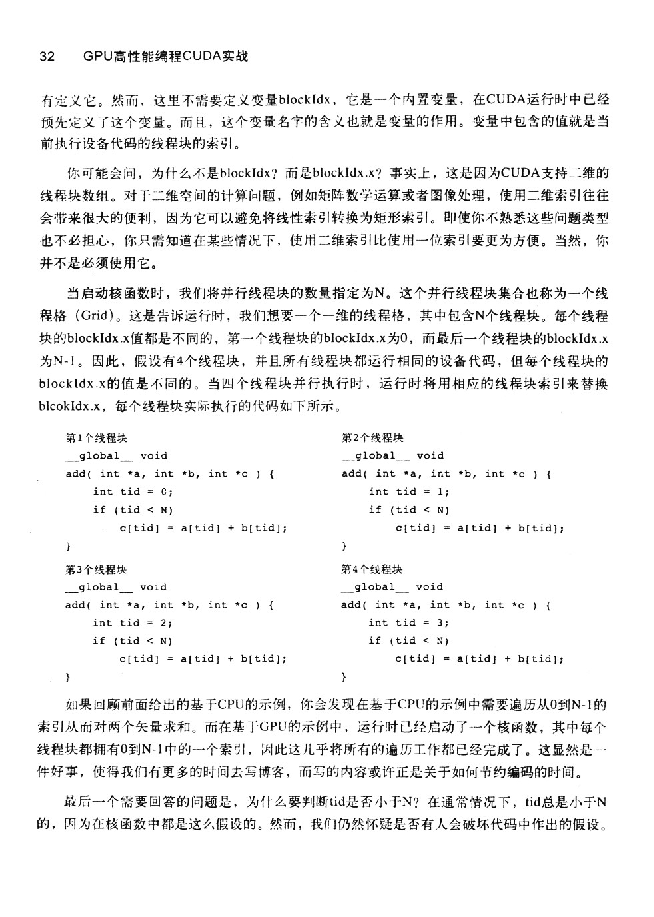 32 GPU高性能编程CUDA实战
有定义它。然而，这里不需要定义变量blockIdx，它是一个内置变量，在CUDA运行时中已经
预先定义了这个变量。而且，这个变量名字的含义也就是变量的作用。变量中包含的值就是当
前执行设备代码的线程块的索引。
你可能会问，为什么不是blockIdx？而是blockIdx.x？事实上，这是因为CUDA支持二维的
线程块数组。对于二维空间的计算问题，例如矩阵数学运算或者图像处理，使用二维索引往往
会带来很大的便利，因为它可以避免将线性索引转换为矩形索引。即使你不熟悉这些问题类型
也不必担心，你只需知道在某些情况下，使用二维索引比使用一位索引要更为方便。当然，你
并不是必须使用它。
当启动核函数时，我们将并行线程块的数量指定为N。这个并行线程块集合也称为一个线
程格（Grid）。这是告诉运行时，我们想要一个一维的线程格，其中包含N个线程块。每个线程
块的blockIdx.x值都是不同的，第一个线程块的blockIdx.x为0，而最后一个线程块的blockIdx.x
为N-1。因此，假设有4个线程块，并且所有线程块都运行相同的设备代码，但每个线程块的
blockIdx.x的值是不同的。当四个线程块并行执行时，运行时将用相应的线程块索引来替换
blcokIdx.x，每个线程块实际执行的代码如下所示。
第1个线程块
__global__ void
add( int *a, int *b, int *c ) {
int tid = 0;
if (tid < N)
c[tid] = a[tid] + b[tid];
}
第2个线程块
__global__ void
add( int *a, int *b, int *c ) {
int tid = 1;
if (tid < N)
c[tid] = a[tid] + b[tid];
}
第3个线程块
__global__ void
add( int *a, int *b, int *c ) {
int tid = 2;
if (tid < N)
c[tid] = a[tid] + b[tid];
}
第4个线程块
__global__ void
add( int *a, int *b, int *c ) {
int tid = 3;
if (tid < N)
c[tid] = a[tid] + b[tid];
}
如果回顾前面给出的基于CPU的示例，你会发现在基于CPU的示例中需要遍历从0到N-1的
索引从而对两个矢量求和。而在基于GPU的示例中，运行时已经启动了一个核函数，其中每个
线程块都拥有0到N-1中的一个索引，因此这几乎将所有的遍历工作都已经完成了。这显然是一
件好事，使得我们有更多的时间去写博客，而写的内容或许正是关于如何节约编码的时间。
最后一个需要回答的问题是，为什么要判断tid是否小于N？在通常情况下，tid总是小于N
的，因为在核函数中都是这么假设的。然而，我们仍然怀疑是否有人会破坏代码中作出的假设。